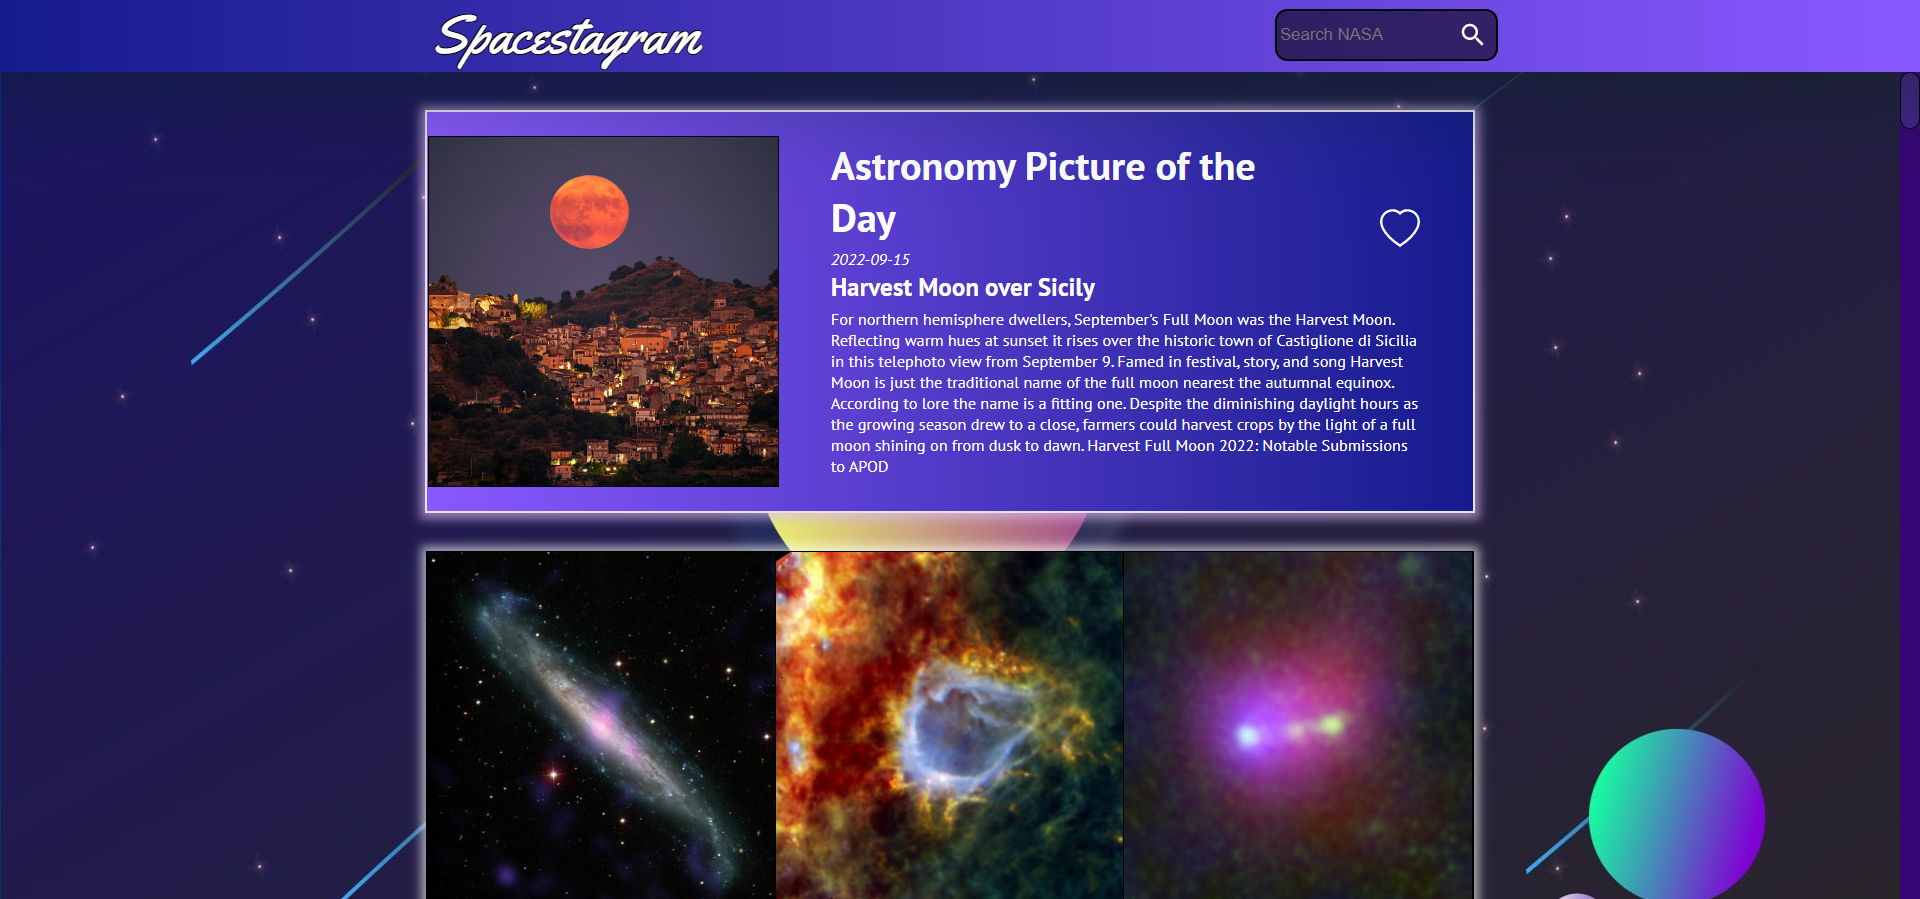 Spacestagram
Search NASA
Astronomy Picture of the
Day
2022-09-15
Harvest Moon over Sicily
For northern hemisphere dwellers, September's Full Moon was the Harvest Moon.
Reflecting warm hues at sunset it rises over the historic town of Castiglione di Sicilia
in this telephoto view from September 9. Famed in festival, story, and song Harvest
Moon is just the traditional name of the full moon nearest the autumnal equinox.
According to lore the name is a fitting one. Despite the diminishing daylight hours as
the growing season drew to a close, farmers could harvest crops by the light of a full
moon shining on from dusk to dawn. Harvest Full Moon 2022: Notable Submissions
to APOD